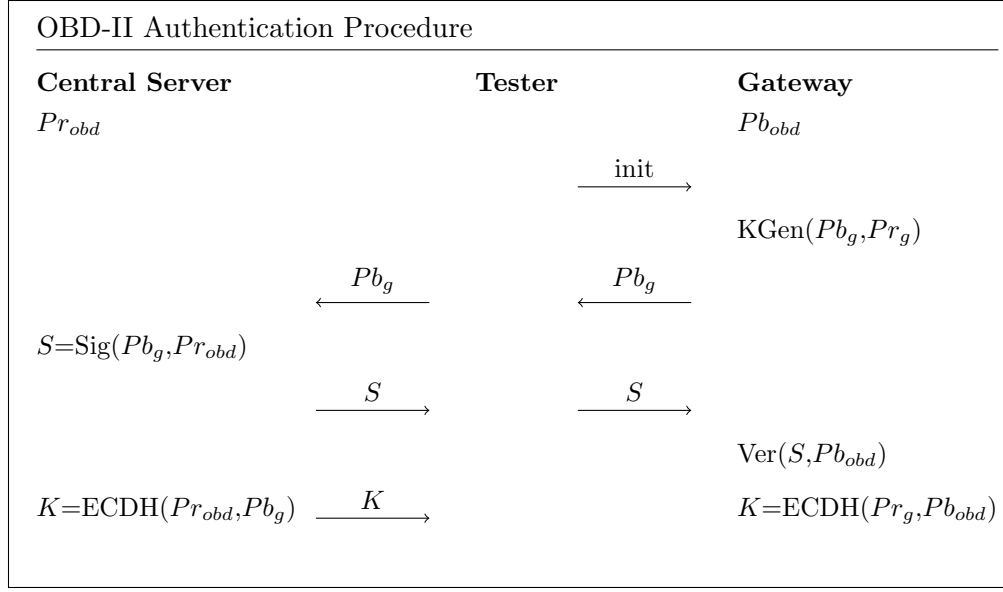 OBD-II Authentication Procedure
Central Server Tester Gateway
Pr_obd Pb_obd
init
KGen(Pb_g,Pr_g)
Pb_g Pb_g
S=Sig(Pb_g,Pr_obd)
S S
Ver(S,Pb_obd)
K=ECDH(Pr_obd,Pb_g) K K=ECDH(Pr_g,Pb_obd)